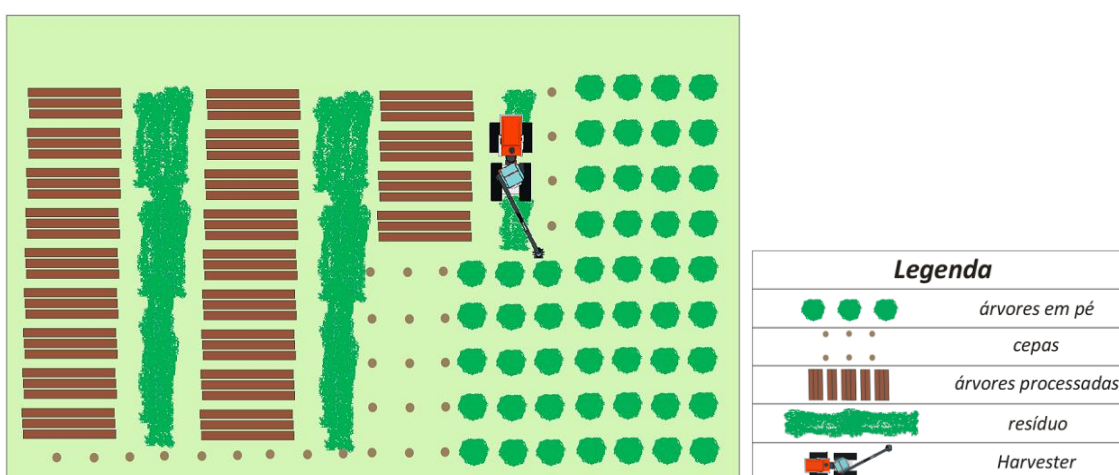 Legenda
árvores em pé
cepas
árvores processadas
resíduo
Harvester